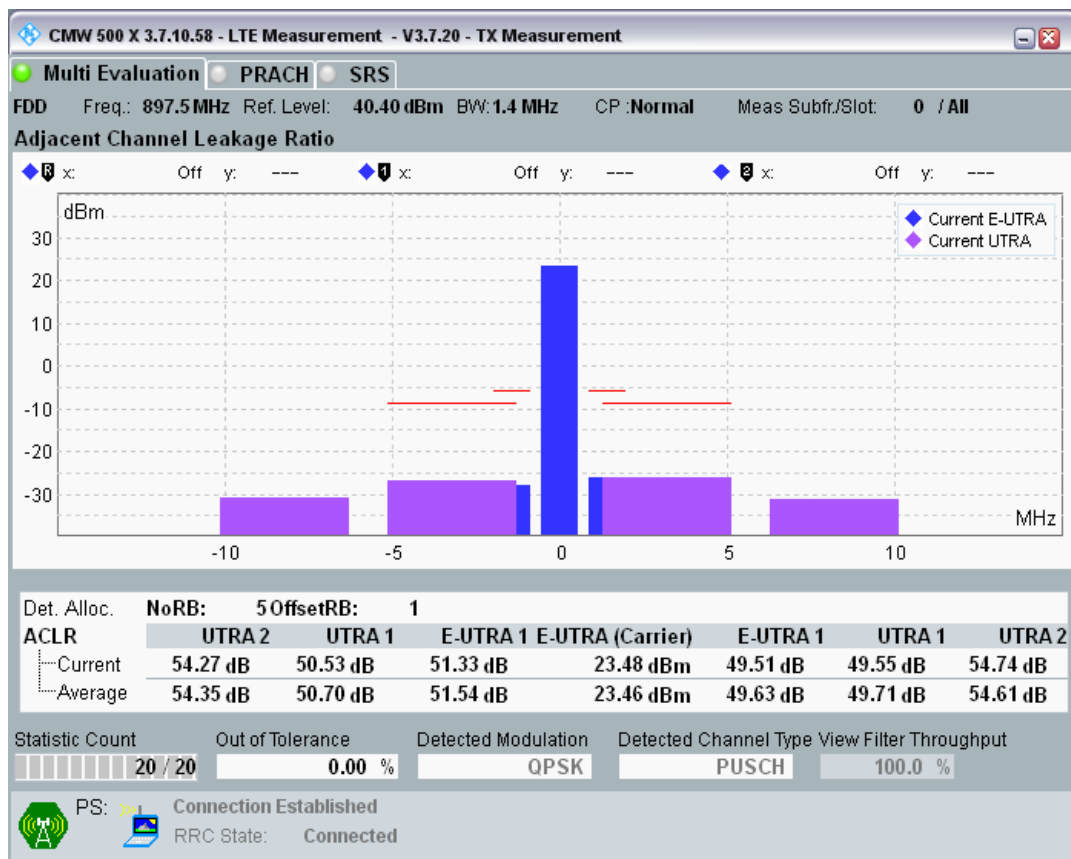 CMW 500 X 3.7.10.58 - LTE Measurement - V3.7.20 - TX Measurement
Multi Evaluation PRACH SRS
FDD Freq.: 897.5 MHz Ref. Level: 40.40 dBm BW: 1.4 MHz CP :Normal Meas Subfr./Slot: 0 / All
Adjacent Channel Leakage Ratio
R x: Off y: --- 1 x: Off y: --- 2 x: Off y: ---
dBm
Current E-UTRA
Current UTRA
30
20
10
0
-10
-20
-30
MHz
-10 -5 0 5 10
Det. Alloc. NoRB: 5 OffsetRB: 1
ACLR UTRA 2 UTRA 1 E-UTRA 1 E-UTRA (Carrier) E-UTRA 1 UTRA 1 UTRA 2
Current 54.27 dB 50.53 dB 51.33 dB 23.48 dBm 49.51 dB 49.55 dB 54.74 dB
Average 54.35 dB 50.70 dB 51.54 dB 23.46 dBm 49.63 dB 49.71 dB 54.61 dB
Statistic Count Out of Tolerance Detected Modulation Detected Channel Type View Filter Throughput
20 / 20 0.00 % QPSK PUSCH 100.0 %
PS: Connection Established
RRC State: Connected